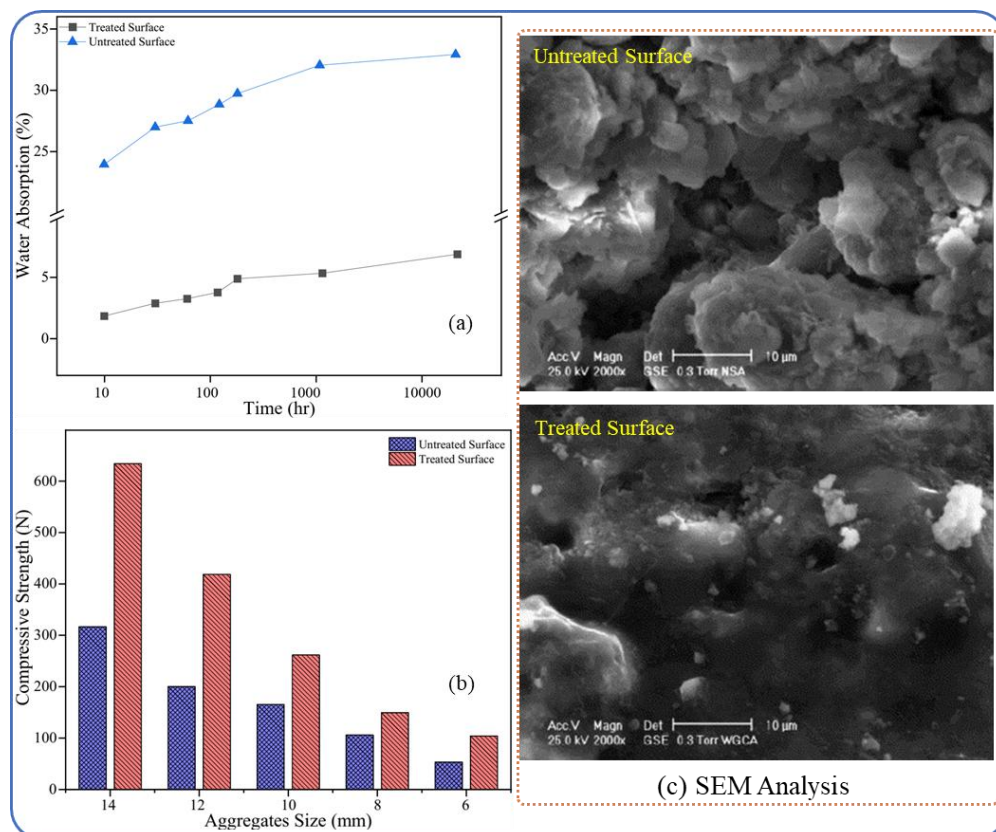 Treated Surface
Untreated Surface
35
30
25
5
0
Water Absorption (%)
(a)
10 100 1000 10000
Time (hr)
Untreated Surface
Treated Surface
600
500
400
300
200
100
0
Compressive Strength (N)
(b)
14 12 10 8 6
Aggregates Size (mm)
Untreated Surface
Acc.V Magn Det 10 µm
25.0 kV 2000x GSE 0.3 Torr NSA
Treated Surface
Acc.V Magn Det 10 µm
25.0 kV 2000x GSE 0.3 Torr WGCA
(c) SEM Analysis